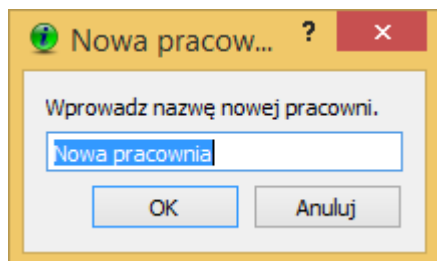 Nowa pracow... ?
Wprowadz nazwę nowej pracowni.
Nowa pracownia
OK Anuluj